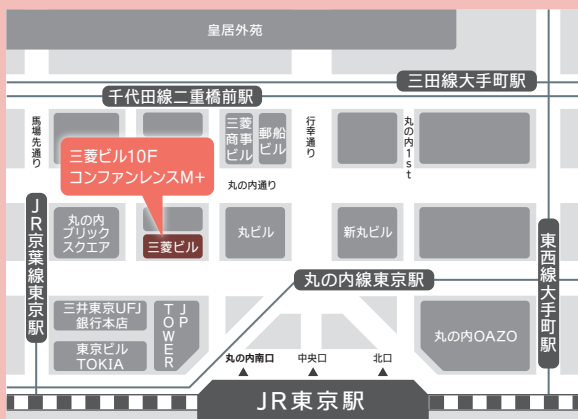 皇居外苑
三田線大手町駅
千代田線二重橋前駅
馬場先通り
三菱
商事
ビル
郵船
ビル
行幸通り
丸の内1st
三菱ビル10F
コンファンレンスM+
丸の内通り
JR京葉線東京駅
丸の内
ブリック
スクエア
三菱ビル
丸ビル
新丸ビル
東西線大手町駅
丸の内線東京駅
三井東京UFJ
銀行本店
JP
TOWER
東京ビル
TOKIA
丸の内南口
中央口
北口
丸の内OAZO
JR東京駅